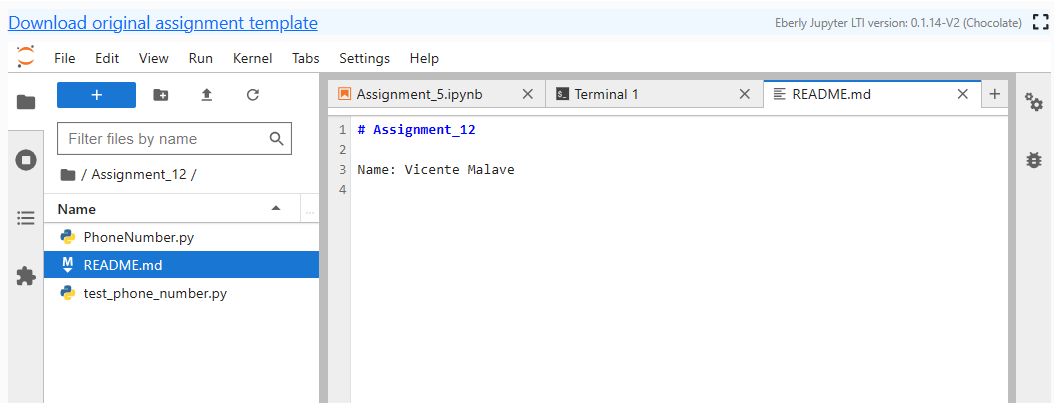 Download original assignment template
Eberly Jupyter LTI version: 0.1.14-V2 (Chocolate)
File Edit View Run Kernel Tabs Settings Help
+
Filter files by name
/ Assignment_12 /
Name
...
PhoneNumber.py
M README.md
test_phone_number.py
Assignment_5.ipynb
$_ Terminal 1
README.md
+
1 # Assignment_12
2
3 Name: Vicente Malave
4